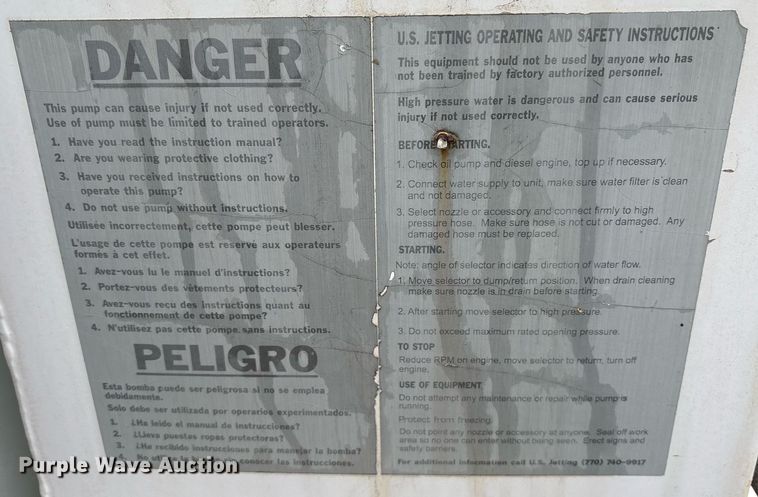 DANGER
This pump can cause injury if not used correctly.
Use of pump must be limited to trained operators.
1. Have you read the instruction manual?
2. Are you wearing protective clothing?
3. Have you received instructions on how to
operate this pump?
4. Do not use pump without instructions.
Utilisée incorrectement, cette pompe peut blesser.
L'usage de cette pompe est reservé aux operateurs
formés à cet effet.
1. Avez-vous lu le manuel d'instructions?
2. Portez-vous des vêtements protecteurs?
3. Avez-vous reçu des instructions quant au
fonctionnement de cette pompe?
4. N'utilisez pas cette pompe sans instructions.
PELIGRO
Esta bomba puede ser peligrosa si no se emplea
debidamente.
Solo debe ser utilizada por operarios experimentados.
1. ¿Ha leido el manual de instrucciones?
2. ¿Lleva puestas ropas protectoras?
3. ¿Ha recibido instrucciones para manejar la bomba?
4. No utilice la bomba sin conocer las instrucciones.
U.S. JETTING OPERATING AND SAFETY INSTRUCTIONS
This equipment should not be used by anyone who has
not been trained by factory authorized personnel.
High pressure water is dangerous and can cause serious
injury if not used correctly.
BEFORE STARTING.
1. Check oil pump and diesel engine, top up if necessary.
2. Connect water supply to unit, make sure water filter is clean
and not damaged.
3. Select nozzle or accessory and connect firmly to high
pressure hose. Make sure hose is not cut or damaged. Any
damaged hose must be replaced.
STARTING.
Note: angle of selector indicates direction of water flow.
1. Move selector to dump/return position. When drain cleaning
make sure nozzle is in drain before starting.
2. After starting move selector to high pressure.
3. Do not exceed maximum rated opening pressure.
TO STOP
Reduce RPM on engine, move selector to return, turn off
engine.
USE OF EQUIPMENT
Do not attempt any maintenance or repair while pump is
running.
Protect from freezing
Do not point any nozzle or accessory at anyone. Seal off work
area so no one can enter without being seen. Erect signs and
safety barriers.
For additional information call U.S. Jetting (770) 740-9917
Purple Wave Auction